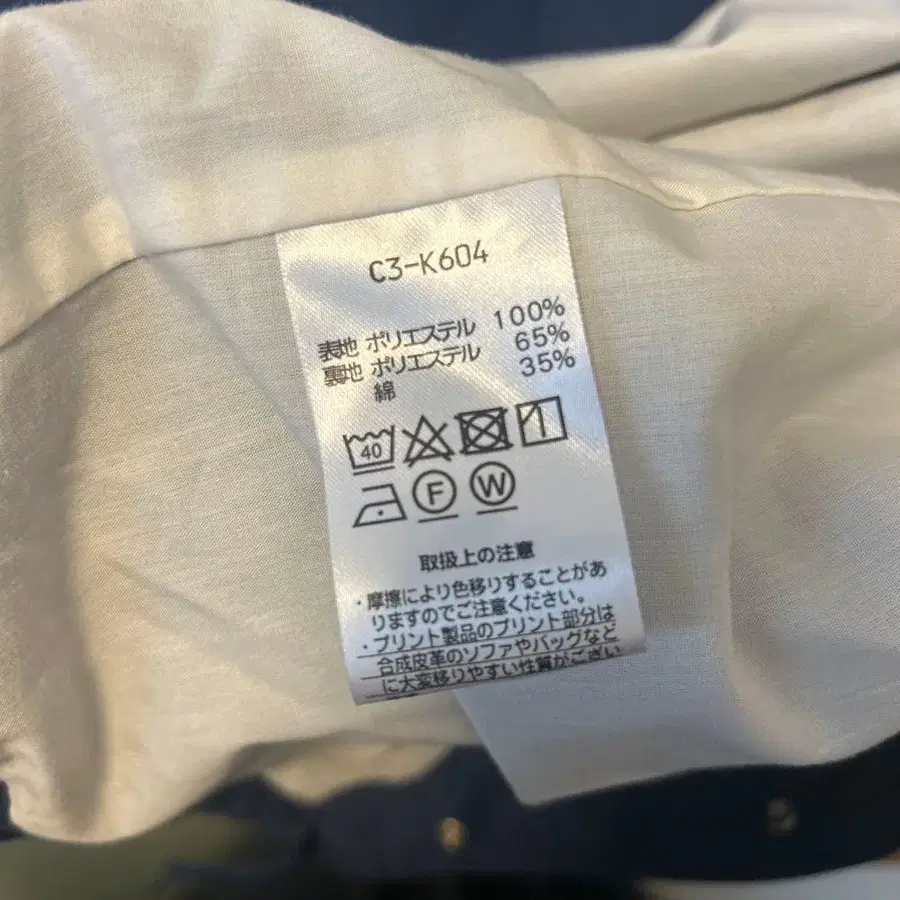 C3-K604
表地 ポリエステル 100%
裏地 ポリエステル 65%
綿 35%
40
F W
取扱上の注意
・摩擦により色移りすることがあ
りますのでご注意ください。
・プリント製品のプリント部分は
合成皮革のソファやバッグなど
に大変移りやすい性質がござい